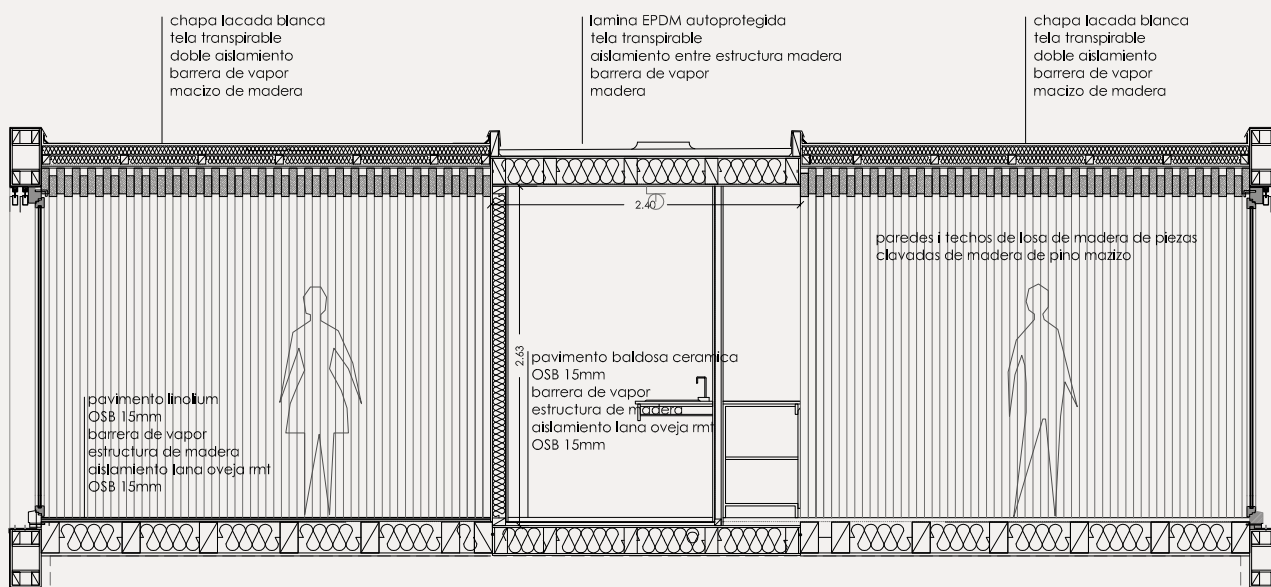 chapa lacada blanca
tela transpirable
doble aislamiento
barrera de vapor
macizo de madera
lamina EPDM autoprotegida
tela transpirable
aislamiento entre estructura madera
barrera de vapor
madera
chapa lacada blanca
tela transpirable
doble aislamiento
barrera de vapor
macizo de madera
2.40
paredes i techos de losa de madera de piezas
clavadas de madera de pino mazizo
2.63
pavimento baldosa ceramica
OSB 15mm
barrera de vapor
estructura de madera
aislamiento lana oveja rmt
OSB 15mm
pavimento linolium
OSB 15mm
barrera de vapor
estructura de madera
aislamiento lana oveja rmt
OSB 15mm